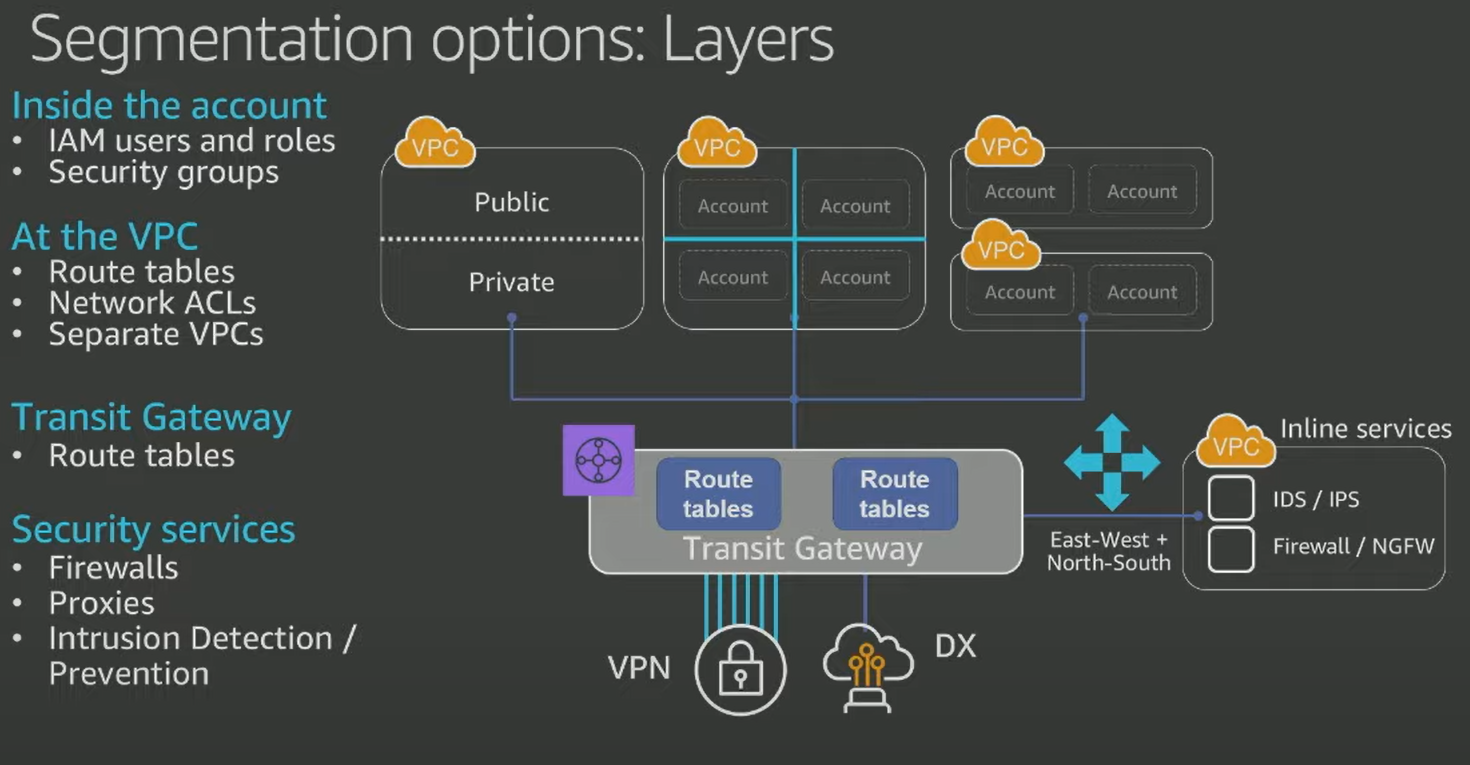 Segmentation options: Layers
Inside the account
• IAM users and roles
• Security groups
At the VPC
• Route tables
• Network ACLs
• Separate VPCs
Transit Gateway
• Route tables
Security services
• Firewalls
• Proxies
• Intrusion Detection /
Prevention
VPC
Public
Private
VPC
Account
Account
Account
Account
VPC
Account
Account
VPC
Account
Account
Route
tables
Route
tables
Transit Gateway
East-West +
North-South
VPC
Inline services
IDS / IPS
Firewall / NGFW
VPN
DX